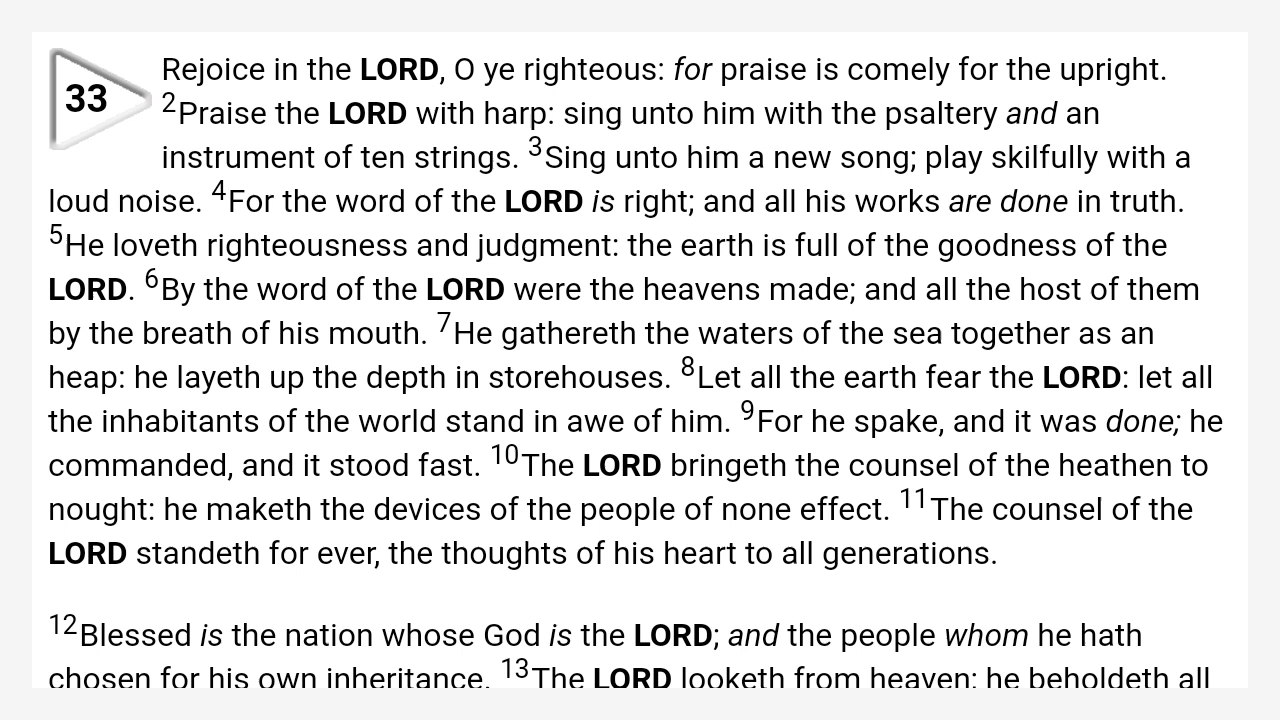 33
Rejoice in the LORD, O ye righteous: for praise is comely for the upright.
2Praise the LORD with harp: sing unto him with the psaltery and an
instrument of ten strings. 3Sing unto him a new song; play skilfully with a
loud noise. 4For the word of the LORD is right; and all his works are done in truth.
5He loveth righteousness and judgment: the earth is full of the goodness of the
LORD. 6By the word of the LORD were the heavens made; and all the host of them
by the breath of his mouth. 7He gathereth the waters of the sea together as an
heap: he layeth up the depth in storehouses. 8Let all the earth fear the LORD: let all
the inhabitants of the world stand in awe of him. 9For he spake, and it was done; he
commanded, and it stood fast. 10The LORD bringeth the counsel of the heathen to
nought: he maketh the devices of the people of none effect. 11The counsel of the
LORD standeth for ever, the thoughts of his heart to all generations.
12Blessed is the nation whose God is the LORD; and the people whom he hath
chosen for his own inheritance. 13The LORD looketh from heaven; he beholdeth all